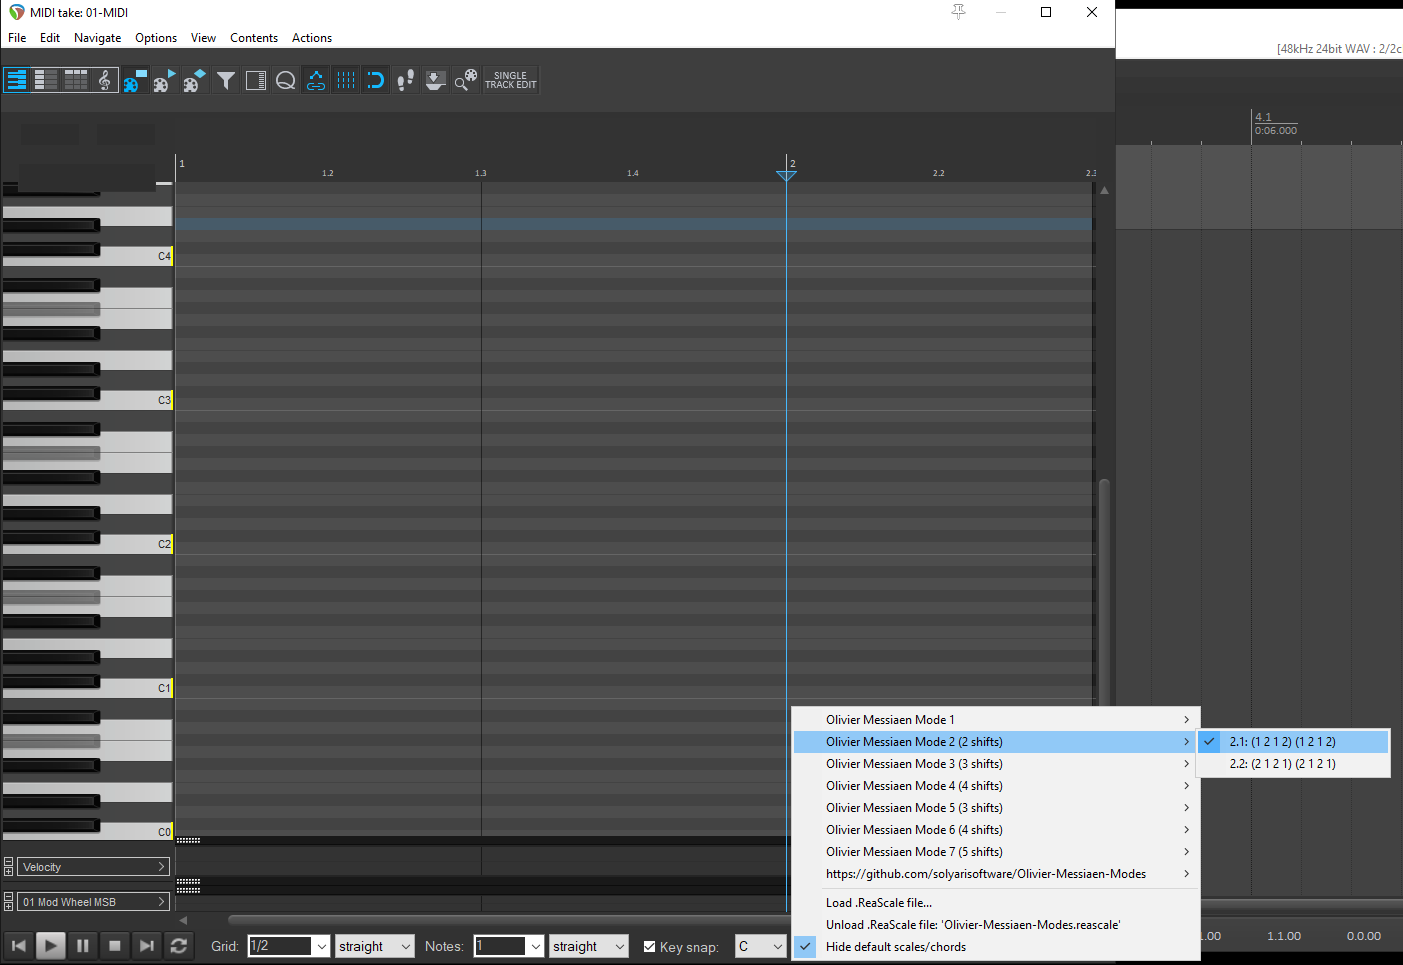 MIDI take: 01-MIDI
File Edit Navigate Options View Contents Actions
[48kHz 24bit WAV : 2/2c
SINGLE
TRACK EDIT
4.1
0:06.000
1 2
1.2 1.3 1.4 2.2 2.3
C4
C3
C2
C1
C0
Olivier Messiaen Mode 1
Olivier Messiaen Mode 2 (2 shifts)
2.1: (1 2 1 2) (1 2 1 2)
Olivier Messiaen Mode 3 (3 shifts)
2.2: (2 1 2 1) (2 1 2 1)
Olivier Messiaen Mode 4 (4 shifts)
Olivier Messiaen Mode 5 (3 shifts)
Olivier Messiaen Mode 6 (4 shifts)
Olivier Messiaen Mode 7 (5 shifts)
https://github.com/solyarisoftware/Olivier-Messiaen-Modes
Load .ReaScale file...
Unload .ReaScale file: 'Olivier-Messiaen-Modes.reascale'
Hide default scales/chords
Velocity
01 Mod Wheel MSB
Grid: 1/2 straight Notes: 1 straight Key snap: C
1.00 1.1.00 0.0.00